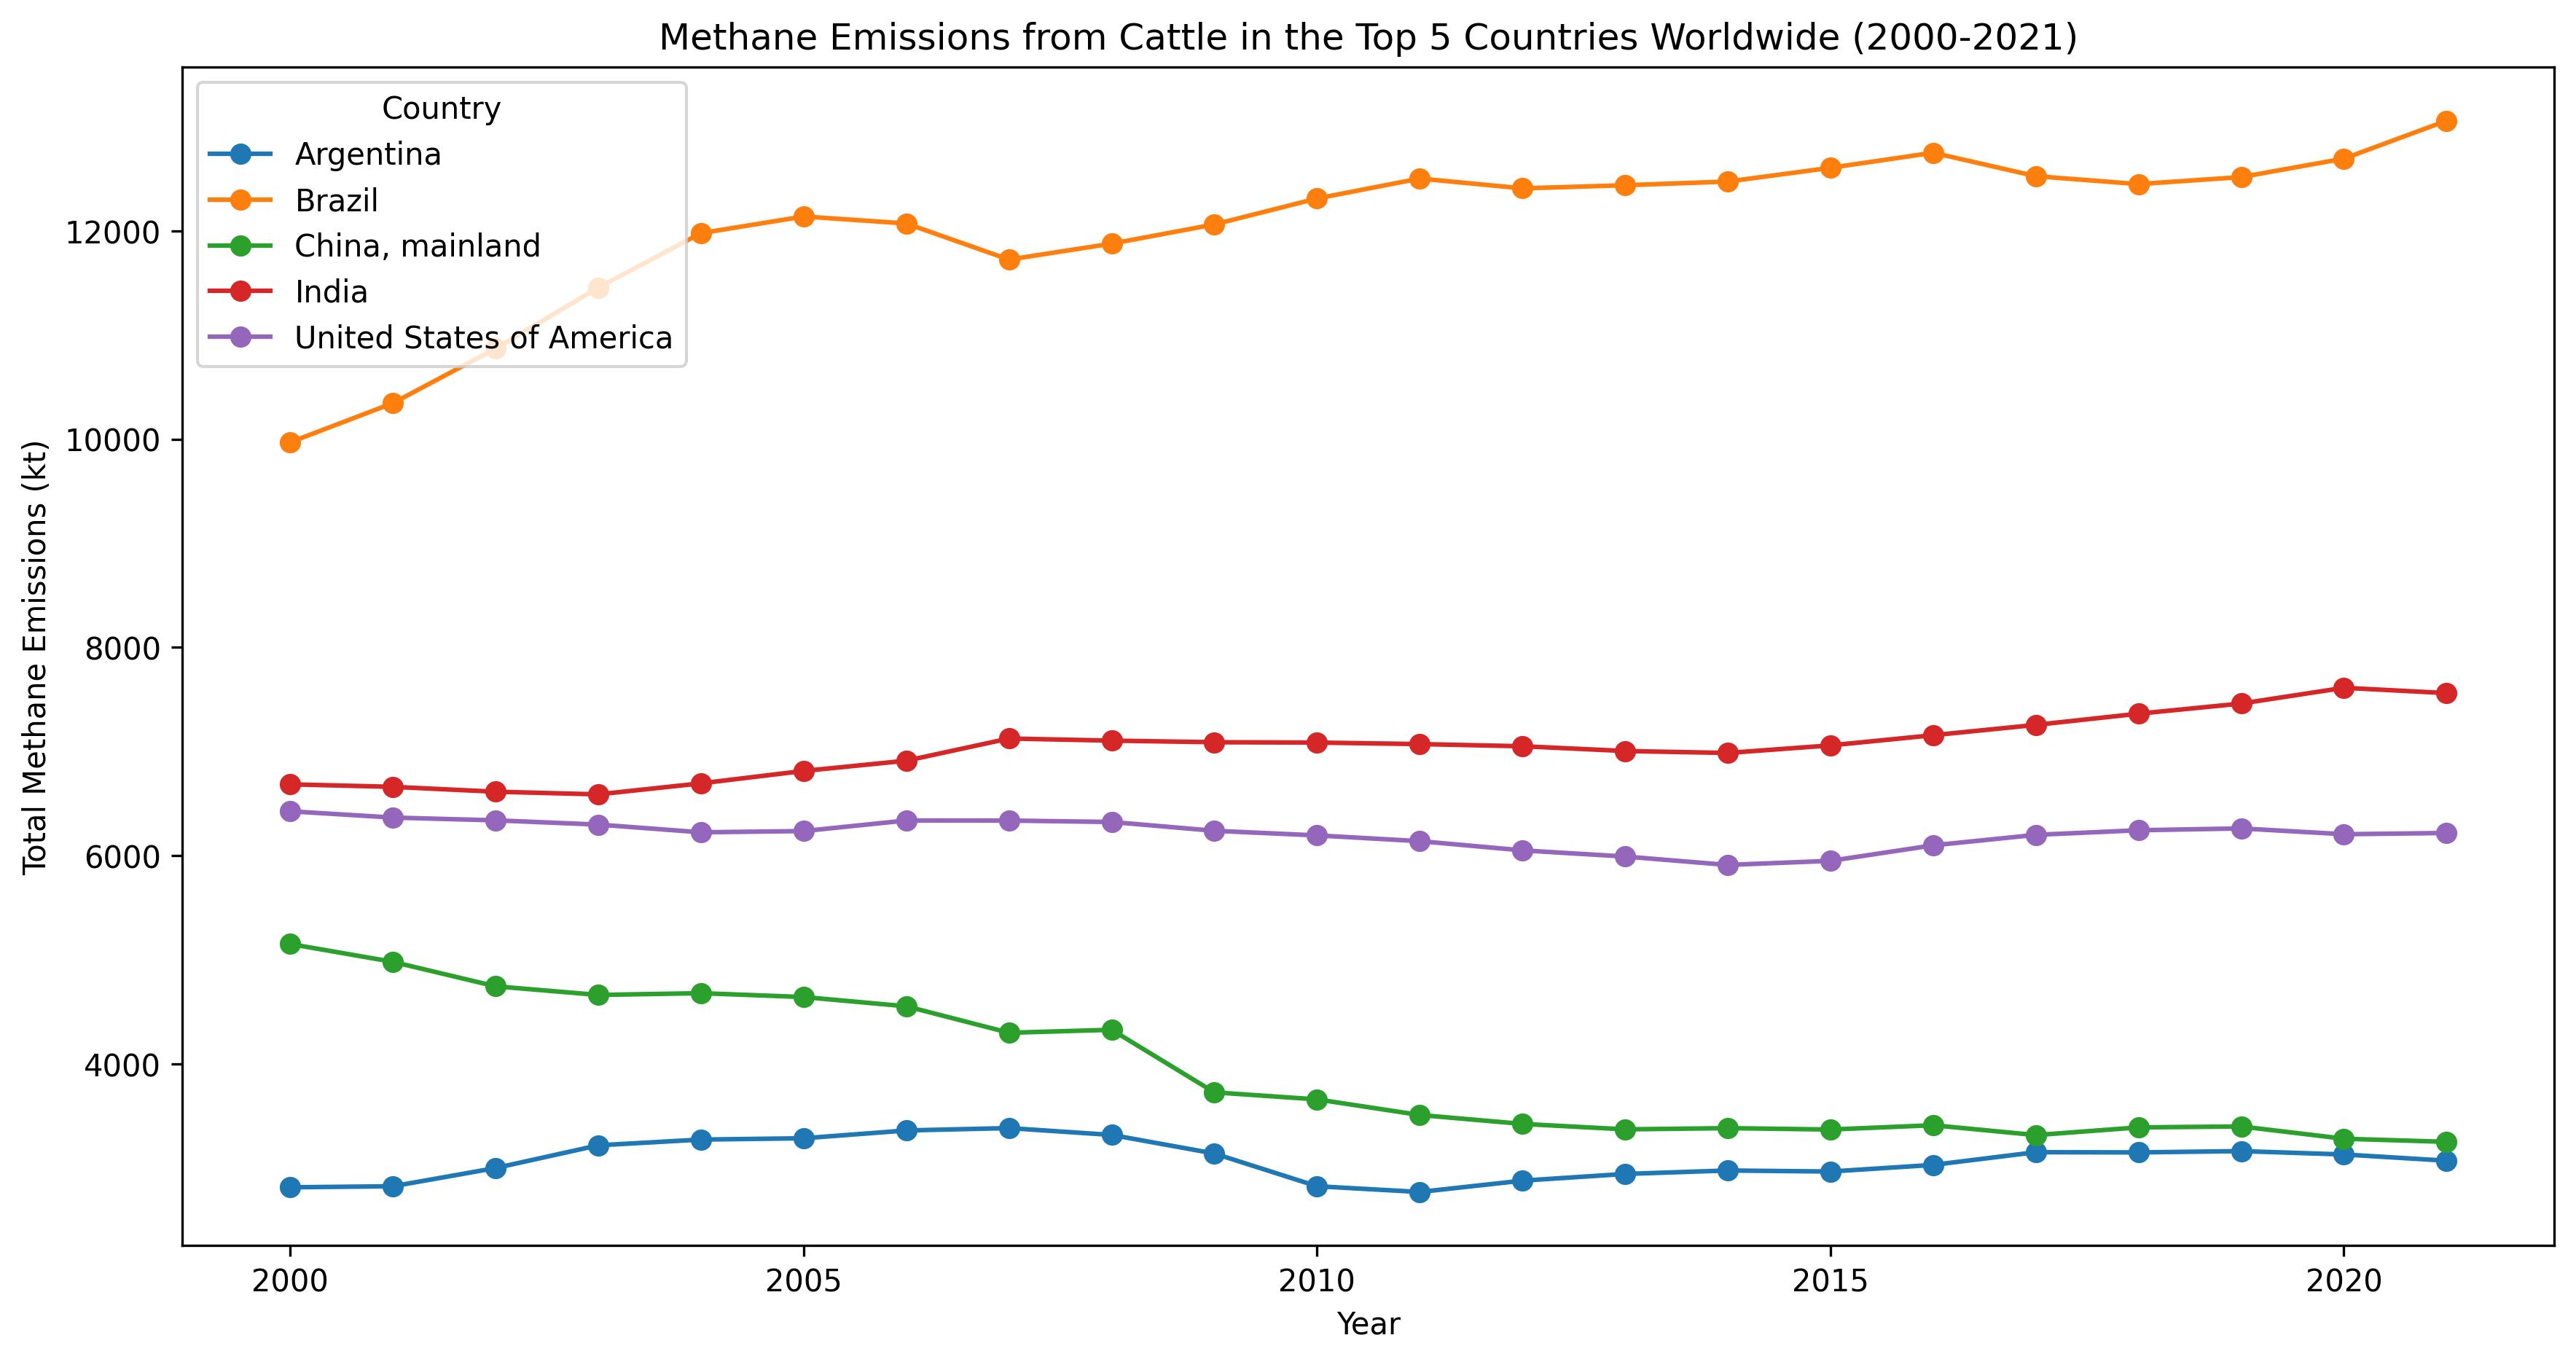 Methane Emissions from Cattle in the Top 5 Countries Worldwide (2000-2021)
Country
Argentina
Brazil
China, mainland
India
United States of America
Total Methane Emissions (kt)
12000
10000
8000
6000
4000
2000
2005
2010
2015
2020
Year